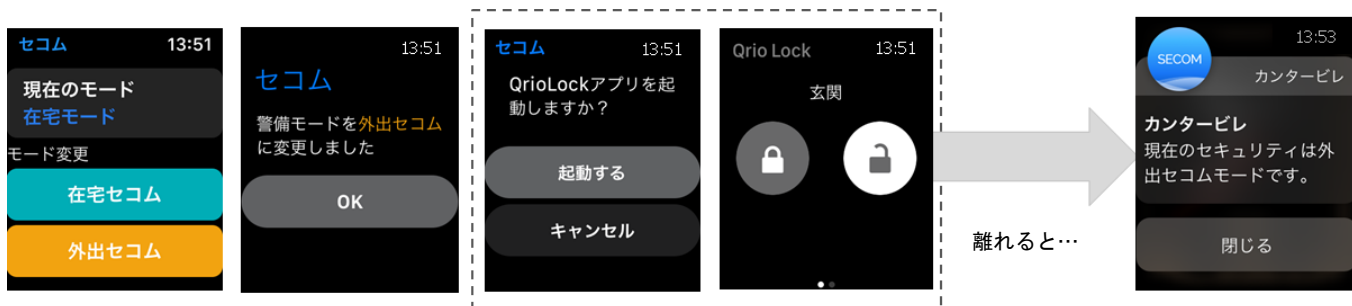 セコム 13:51
現在のモード
在宅モード
モード変更
在宅セコム
外出セコム
13:51
セコム
警備モードを外出セコム
に変更しました
OK
セコム 13:51
QrioLockアプリを起
動しますか？
起動する
キャンセル
Qrio Lock 13:51
玄関
離れると…
13:53
SECOM
カンタービレ
カンタービレ
現在のセキュリティは外
出セコムモードです。
閉じる